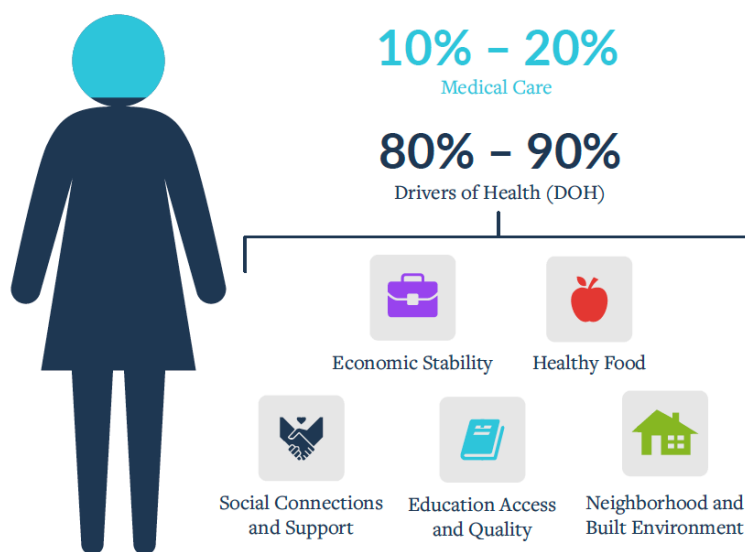 10% – 20%
Medical Care
80% – 90%
Drivers of Health (DOH)
Economic Stability
Healthy Food
Social Connections
and Support
Education Access
and Quality
Neighborhood and
Built Environment